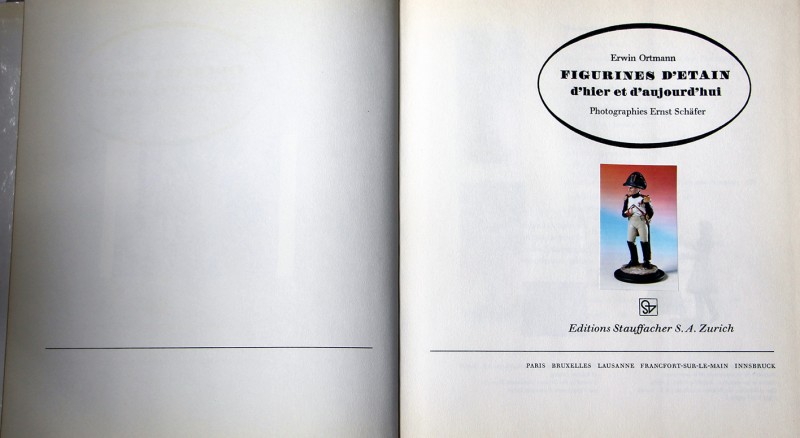 Erwin Ortmann
FIGURINES D'ETAIN
d'hier et d'aujourd'hui
Photographies Ernst Schäfer
Editions Stauffacher S. A. Zurich
PARIS BRUXELLES LAUSANNE FRANCFORT-SUR-LE-MAIN INNSBRUCK